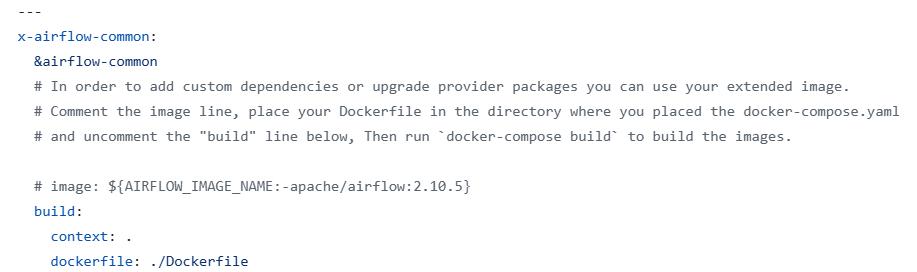 ---
x-airflow-common:
  &airflow-common
  # In order to add custom dependencies or upgrade provider packages you can use your extended image.
  # Comment the image line, place your Dockerfile in the directory where you placed the docker-compose.yaml
  # and uncomment the "build" line below, Then run `docker-compose build` to build the images.

  # image: ${AIRFLOW_IMAGE_NAME:-apache/airflow:2.10.5}
  build:
    context: .
    dockerfile: ./Dockerfile